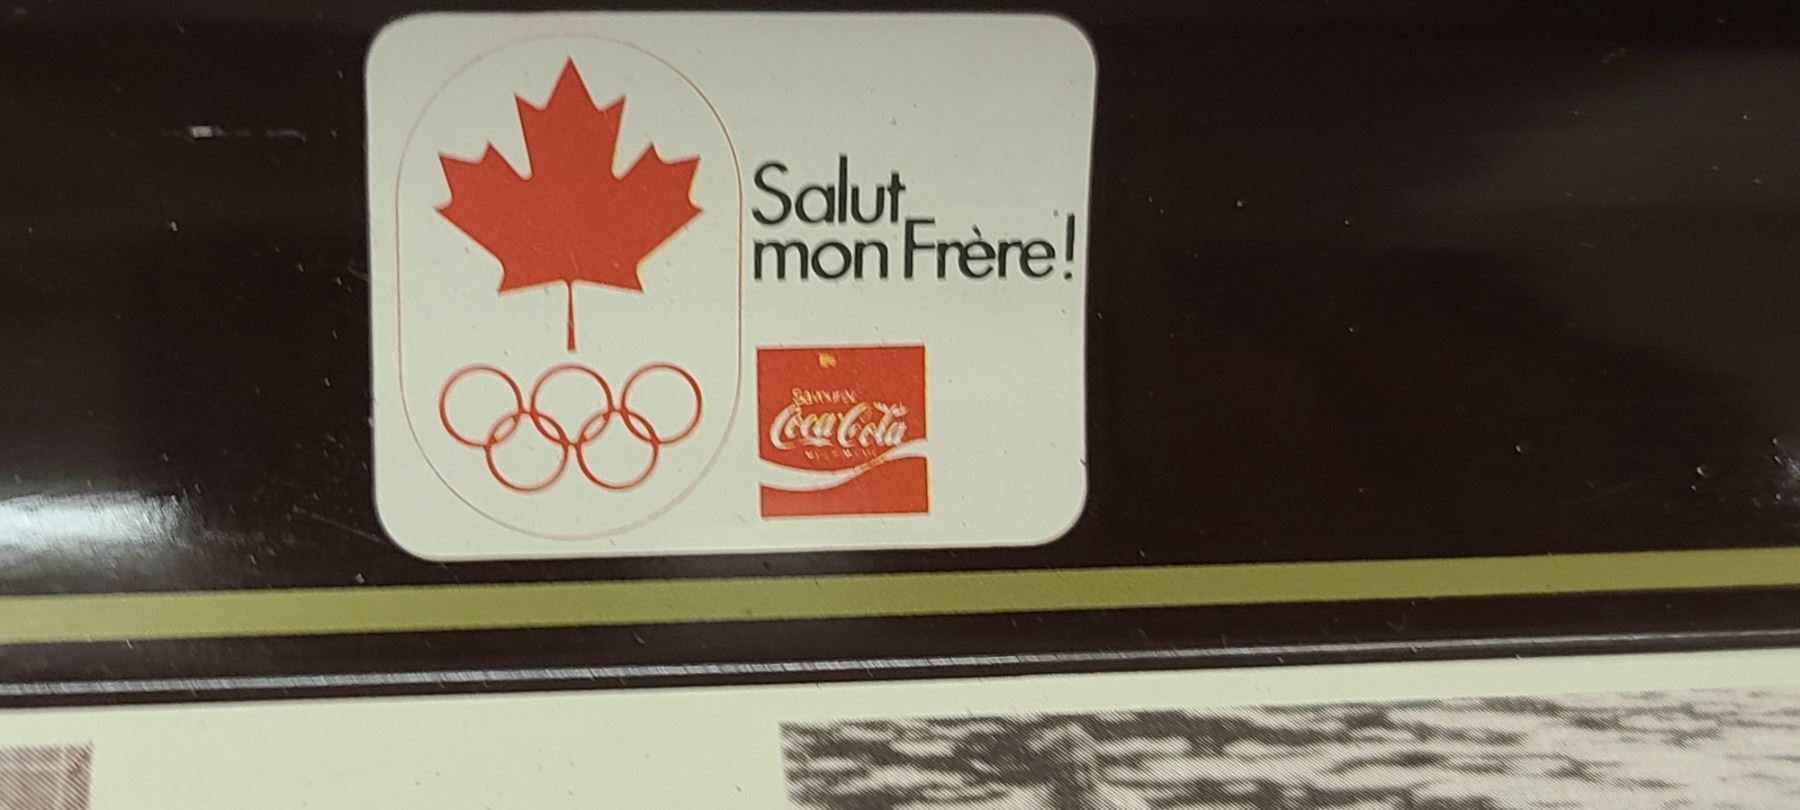 Salut
mon Frère!
Savourez
Coca-Cola